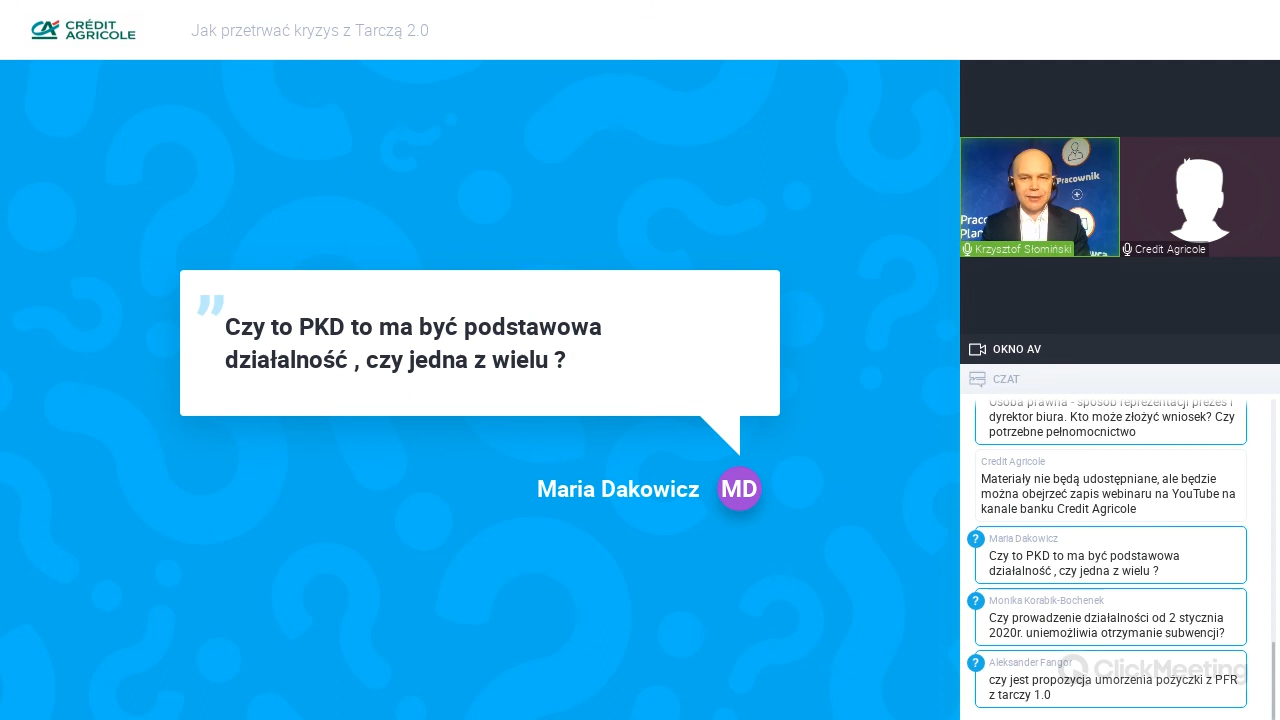 CRÉDIT
AGRICOLE
Jak przetrwać kryzys z Tarczą 2.0
Pracownik
Krzysztof Słomiński
Credit Agricole
OKNO AV
CZAT
”
Czy to PKD to ma być podstawowa
działalność , czy jedna z wielu ?
Maria Dakowicz
MD
Osoba prawna - sposób reprezentacji prezes i
dyrektor biura. Kto może złożyć wniosek? Czy
potrzebne pełnomocnictwo
Credit Agricole
Materiały nie będą udostępniane, ale będzie
można obejrzeć zapis webinaru na YouTube na
kanale banku Credit Agricole
?
Maria Dakowicz
Czy to PKD to ma być podstawowa
działalność , czy jedna z wielu ?
?
Monika Korabik-Bochenek
Czy prowadzenie działalności od 2 stycznia
2020r. uniemożliwia otrzymanie subwencji?
?
Aleksander Fangor
ClickMeeting
czy jest propozycja umorzenia pożyczki z PFR
z tarczy 1.0